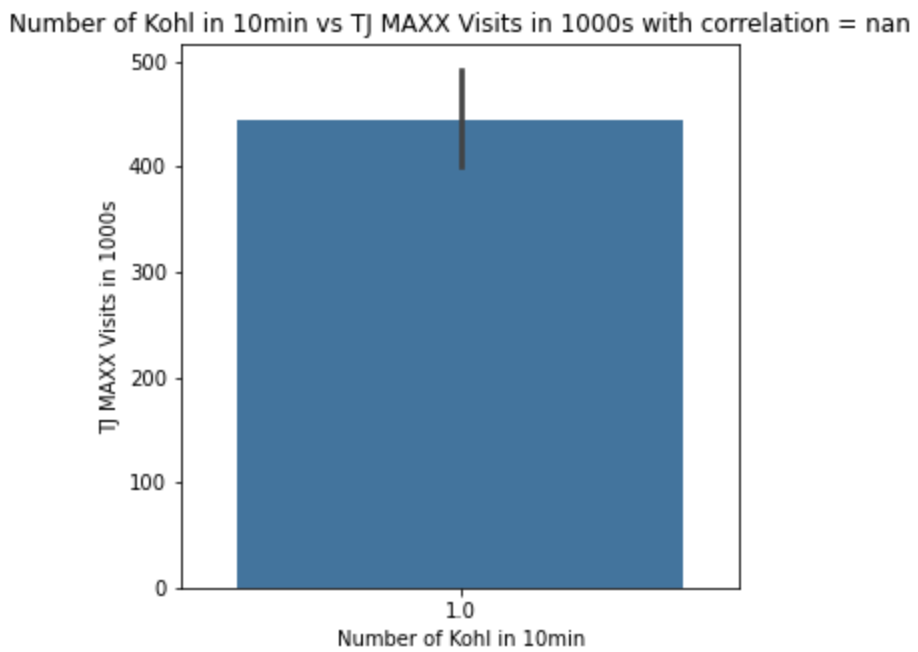 Number of Kohl in 10min vs TJ MAXX Visits in 1000s with correlation = nan
500
400
300
200
100
0
TJ MAXX Visits in 1000s
1.0
Number of Kohl in 10min